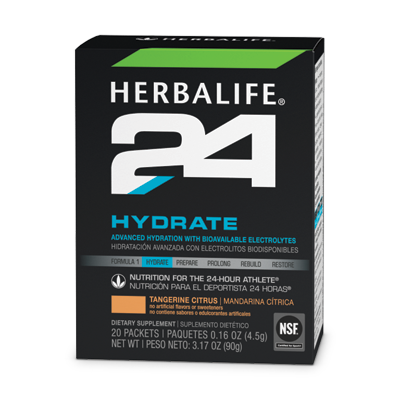 HERBALIFE®
24
HYDRATE
ADVANCED HYDRATION WITH BIOAVAILABLE ELECTROLYTES
HIDRATACIÓN AVANZADA CON ELECTROLITOS BIODISPONIBLES
FORMULA 1 HYDRATE PREPARE PROLONG REBUILD RESTORE
NUTRITION FOR THE 24-HOUR ATHLETE®
NUTRICIÓN PARA EL DEPORTISTA 24 HORAS®
TANGERINE CITRUS | MANDARINA CÍTRICA
no artificial flavors or sweeteners
no contiene sabores o edulcorantes artificiales
DIETARY SUPPLEMENT | SUPLEMENTO DIETÉTICO
20 PACKETS | PAQUETES 0.16 OZ (4.5g)
NET WT | PESO NETO: 3.17 OZ (90g)
NSF
Certified for Sport